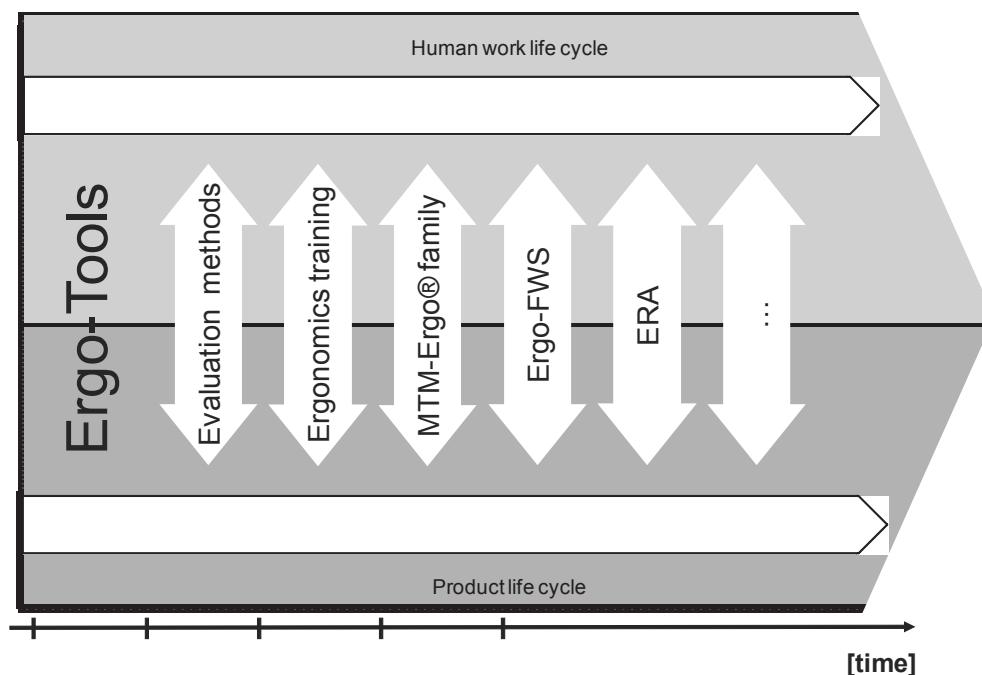 Human work life cycle
Ergo-Tools
Evaluation methods
Ergonomics training
MTM-Ergo® family
Ergo-FWS
ERA
...
Product life cycle
[time]